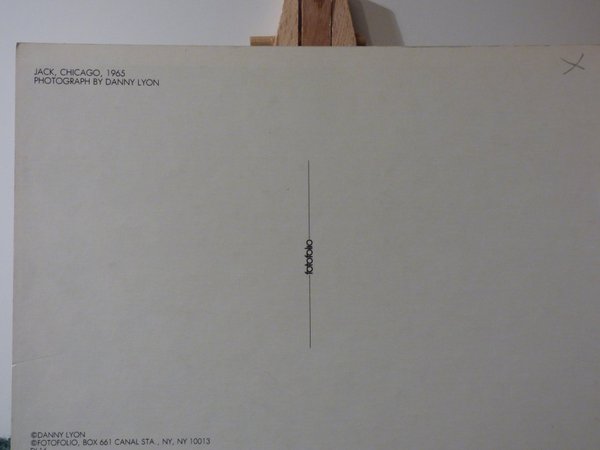 JACK, CHICAGO, 1965
PHOTOGRAPH BY DANNY LYON
fotofolio
©DANNY LYON
©FOTOFOLIO, BOX 661 CANAL STA., NY, NY 10013